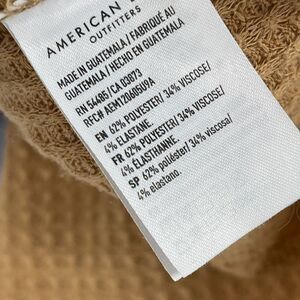 AMERICAN
OUTFITTERS
MADE IN GUATEMALA / FABRIQUÉ AU
GUATEMALA / HECHO EN GUATEMALA
RN 54485/ CA 03873
62% POLYESTER/ 34% VISCOSE/
4% ELASTANE.
FR 62% POLYESTER/ 34% VISCOSE/
4% ÉLASTHANNE.
SP 62% poliéster/ 34% viscosa/
4% elastano.